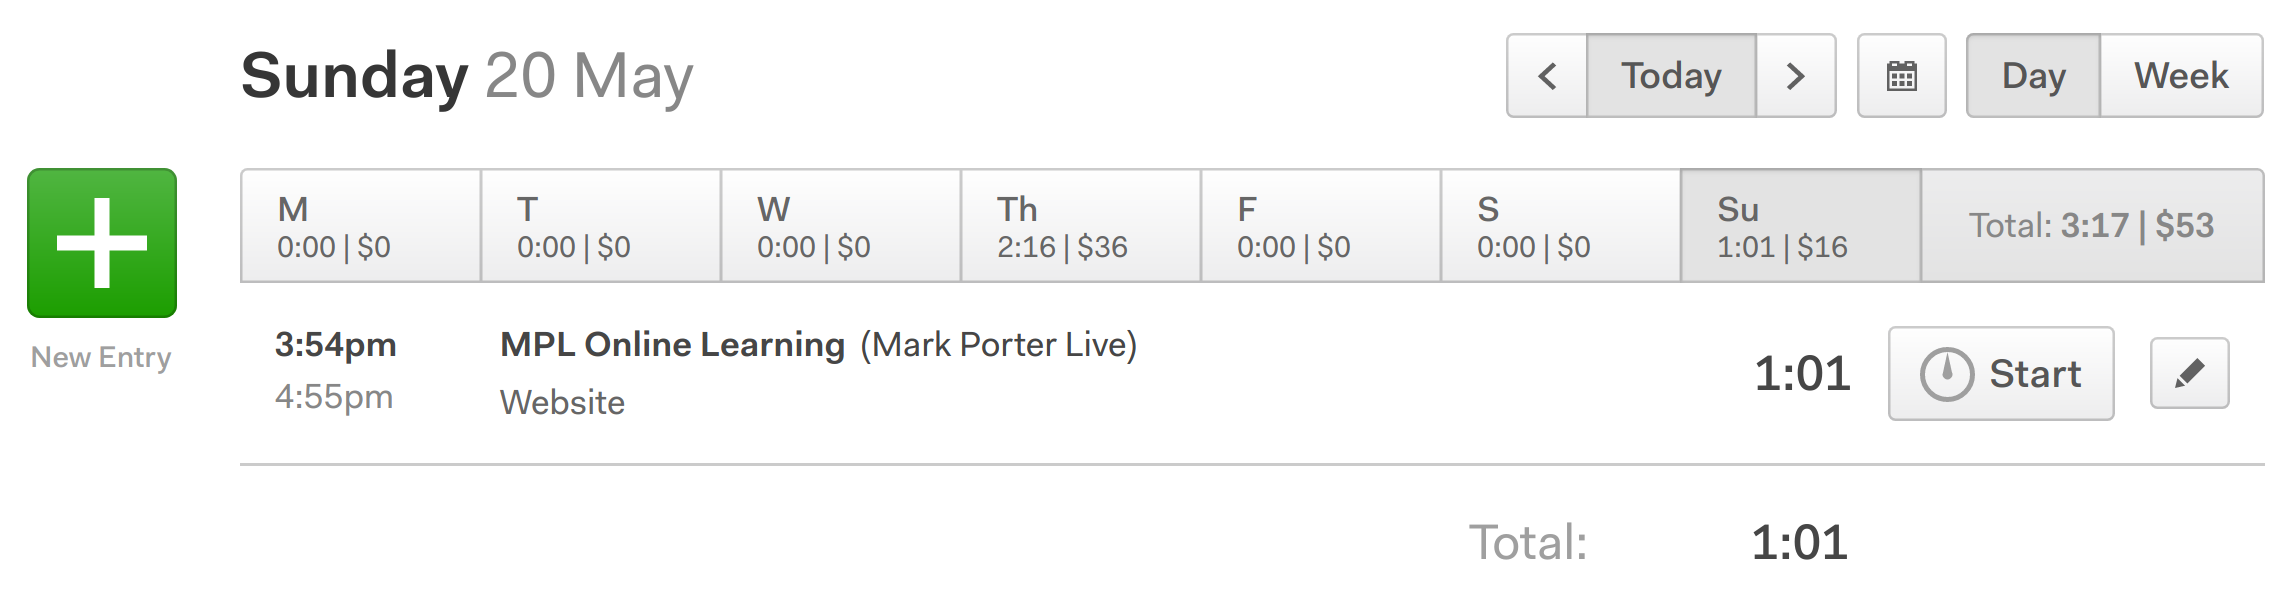 Sunday 20 May
Today
Day
Week
M
0:00 | $0
T
0:00 | $0
W
0:00 | $0
Th
2:16 | $36
F
0:00 | $0
S
0:00 | $0
Su
1:01 | $16
Total: 3:17 | $53
New Entry
3:54pm
4:55pm
MPL Online Learning (Mark Porter Live)
Website
1:01
Start
Total: 1:01